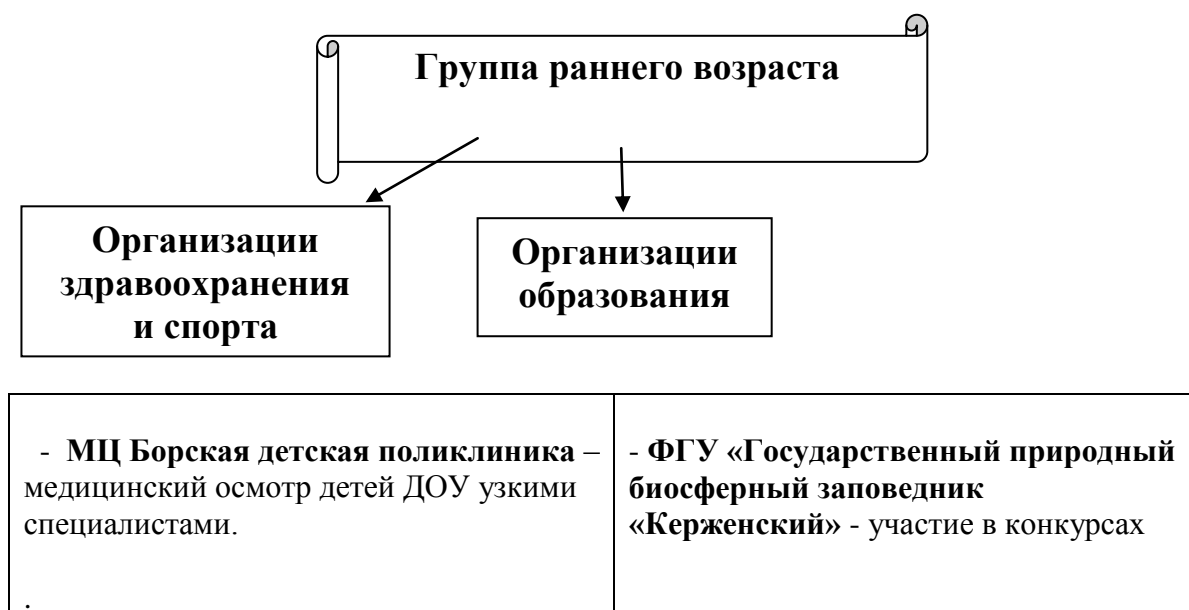 Группа раннего возраста
Организации
здравоохранения
и спорта
Организации
образования
- МЦ Борская детская поликлиника –
медицинский осмотр детей ДОУ узкими
специалистами.
.
- ФГУ «Государственный природный
биосферный заповедник
«Керженский» - участие в конкурсах